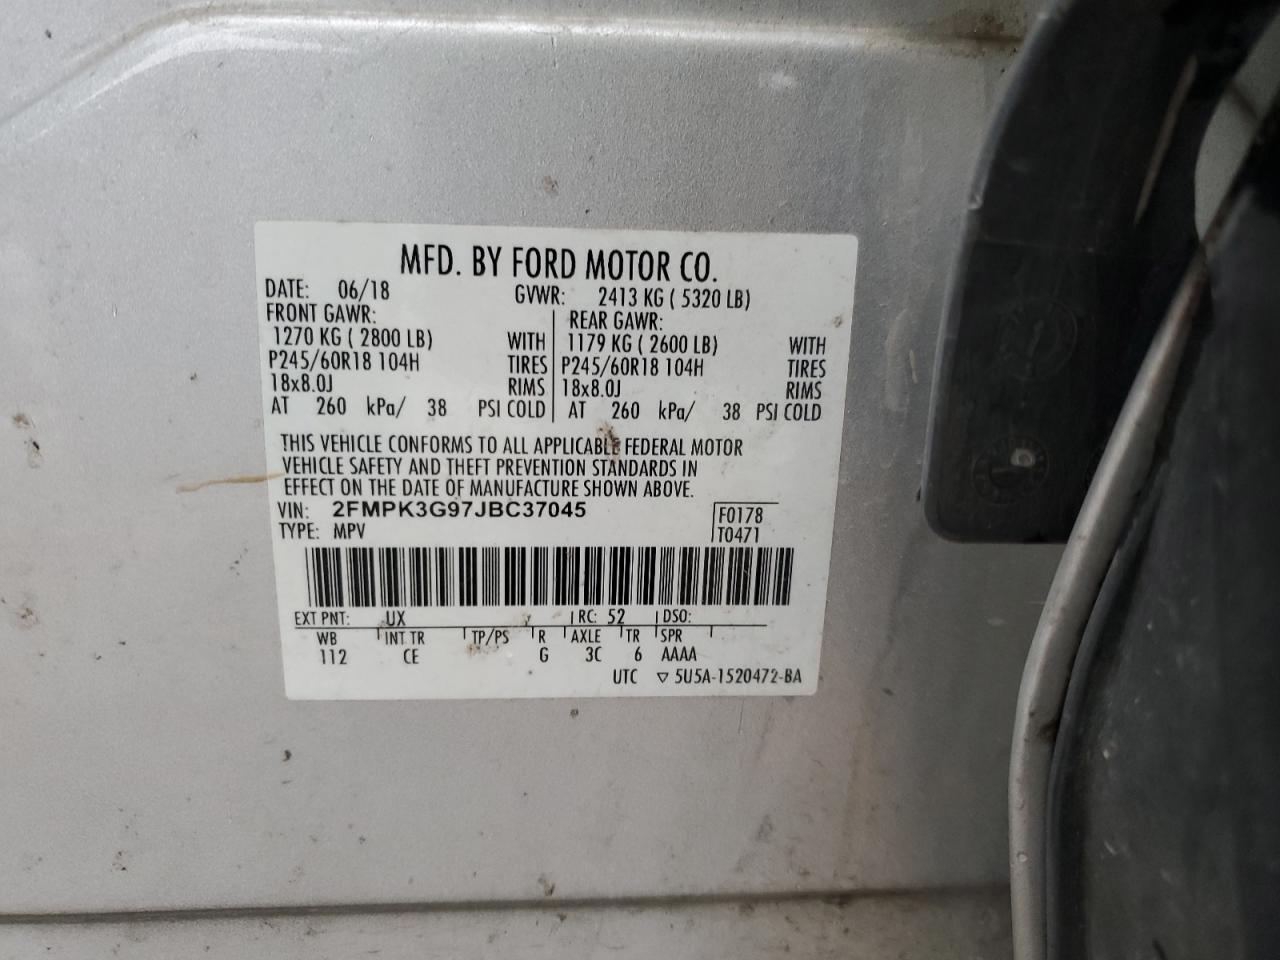 MFD. BY FORD MOTOR CO.
DATE: 06/18 GVWR: 2413 KG ( 5320 LB)
FRONT GAWR: REAR GAWR:
1270 KG ( 2800 LB) WITH 1179 KG ( 2600 LB) WITH
P245/60R18 104H TIRES P245/60R18 104H TIRES
18x8.0J RIMS 18x8.0J RIMS
AT 260 kPa/ 38 PSI COLD AT 260 kPa/ 38 PSI COLD
THIS VEHICLE CONFORMS TO ALL APPLICABLE FEDERAL MOTOR
VEHICLE SAFETY AND THEFT PREVENTION STANDARDS IN
EFFECT ON THE DATE OF MANUFACTURE SHOWN ABOVE.
VIN: 2FMPK3G97JBC37045 F0178
TYPE: MPV T0471
EXT PNT: UX RC: 52 DSO:
WB INT TR TP/PS R AXLE TR SPR
112 CE G 3C 6 AAAA
UTC ▽ 5U5A-1520472-BA